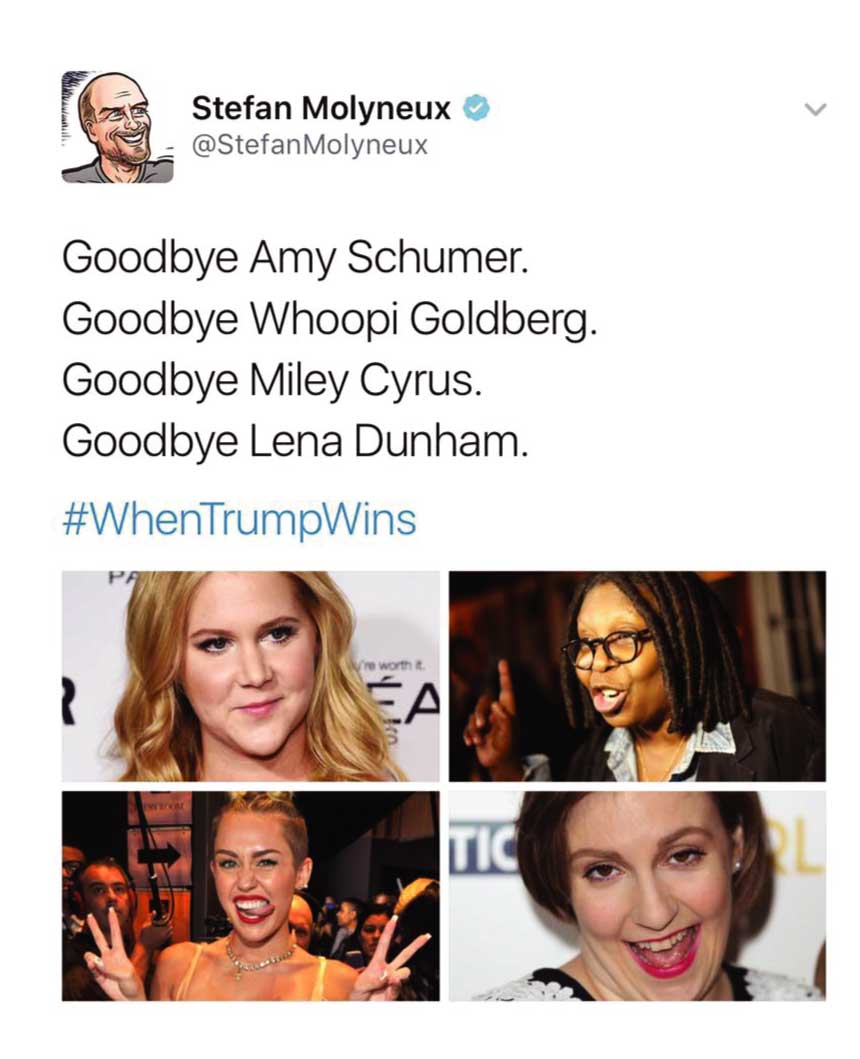 Stefan Molyneux
@StefanMolyneux
Goodbye Amy Schumer.
Goodbye Whoopi Goldberg.
Goodbye Miley Cyrus.
Goodbye Lena Dunham.
#WhenTrumpWins
PA
're worth it.
R
ÉA
S
TIC
RL